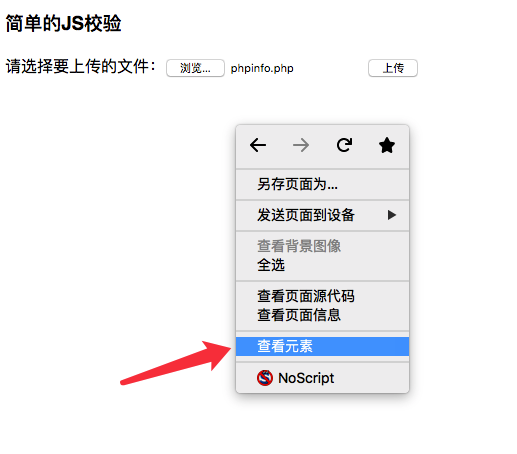 简单的JS校验
请选择要上传的文件： 浏览... phpinfo.php 上传
另存页面为...
发送页面到设备
查看背景图像
全选
查看页面源代码
查看页面信息
查看元素
NoScript